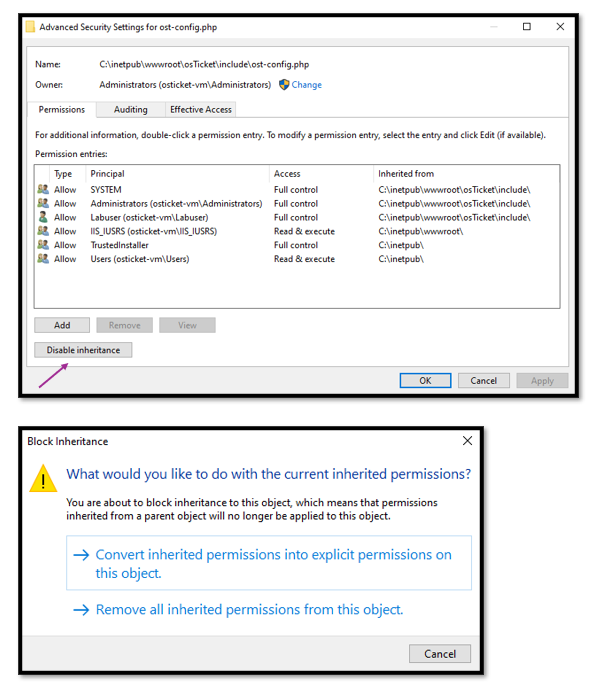 Advanced Security Settings for ost-config.php
Name: C:\inetpub\wwwroot\osTicket\include\ost-config.php
Owner: Administrators (osticket-vm\Administrators) Change
Permissions Auditing Effective Access
For additional information, double-click a permission entry. To modify a permission entry, select the entry and click Edit (if available).
Permission entries:
Type Principal Access Inherited from
Allow SYSTEM Full control C:\inetpub\wwwroot\osTicket\include\
Allow Administrators (osticket-vm\Administrators) Full control C:\inetpub\wwwroot\osTicket\include\
Allow Labuser (osticket-vm\Labuser) Full control C:\inetpub\wwwroot\osTicket\include\
Allow IIS_IUSRS (osticket-vm\IIS_IUSRS) Read & execute C:\inetpub\wwwroot\
Allow TrustedInstaller Full control C:\inetpub\
Allow Users (osticket-vm\Users) Read & execute C:\inetpub\
Add Remove View
Disable inheritance
OK Cancel Apply
Block Inheritance
What would you like to do with the current inherited permissions?
You are about to block inheritance to this object, which means that permissions
inherited from a parent object will no longer be applied to this object.
Convert inherited permissions into explicit permissions on
this object.
Remove all inherited permissions from this object.
Cancel